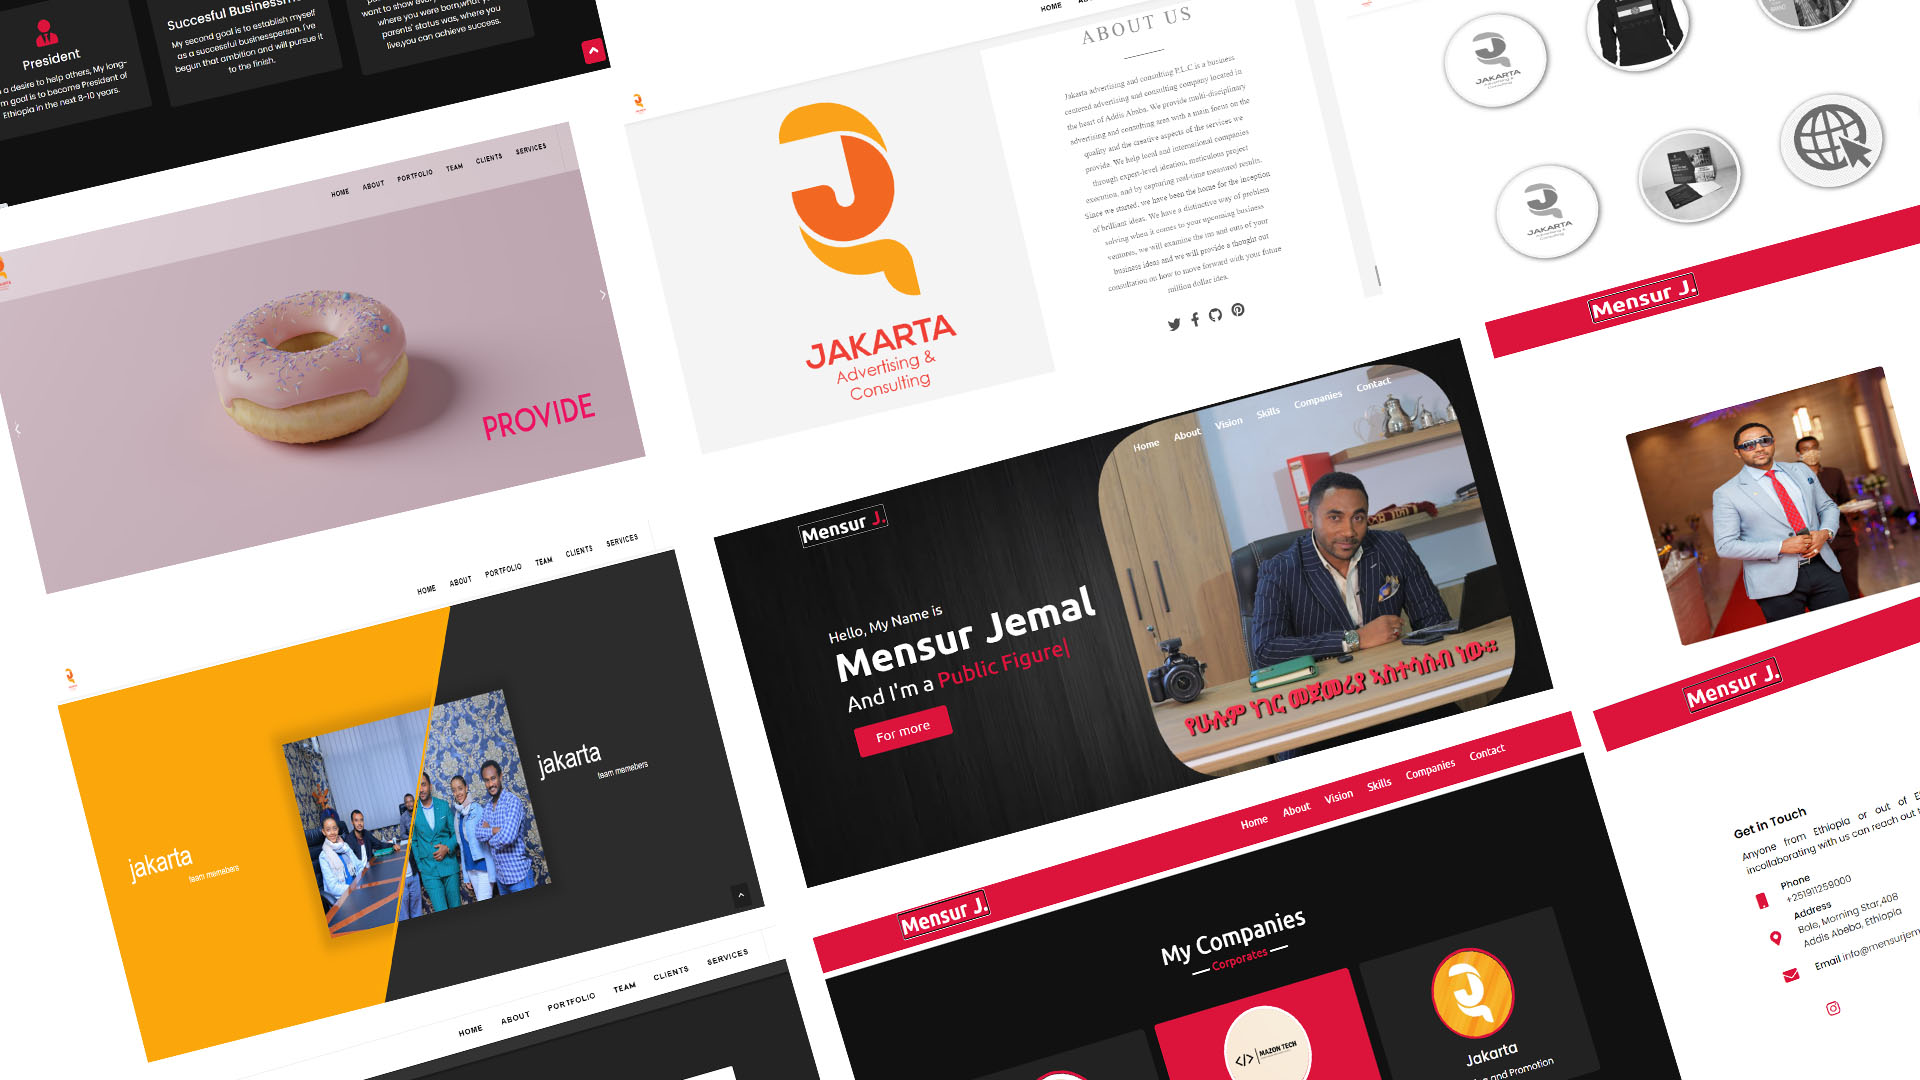 President
a desire to help others, My long-
goal is to become President of
Ethiopia in the next 8-10 years.
Succesful
My second goal is to establish myself
as a successful businessperson. I've
begun that ambition and will pursue it
to the finish.
want to show
where you were born,what
parents' status was, where you
live,you can achieve success.
HOME ABOUT PORTFOLIO TEAM CLIENTS SERVICES
PROVIDE
HOME
JAKARTA
Advertising &
Consulting
ABOUT US
Jakarta advertising and consulting P.L.C is a business
centered advertising and consulting company located in
the heart of Addis Ababa. We provide multi-disciplinary
advertising and consulting area with a main focus on the
quality and the creative aspects of the services we
provide. We help local and international companies
through expert-level ideation, meticulous project
execution, and by capturing real-time measured results.
Since we started, we have been the home for the inception
of brilliant ideas. We have a distinctive way of problem
solving when it comes to your upcoming business
ventures, we will examine the ins and outs of your
business ideas and we will provide a thought out
consultation on how to move forward with your future
million dollar idea.
JAKARTA
Advertising &
Consulting
JAKARTA
Advertising &
Consulting
Mensur J.
Mensur J.
Home About Vision Skills Companies Contact
Hello, My Name is
Mensur Jemal
And I'm a Public Figure|
For more
የሁሉም ነገር መጀመሪያ ኣስተሳሰብ ነው።
HOME ABOUT PORTFOLIO TEAM CLIENTS SERVICES
jakarta
team memebers
jakarta
team memebers
HOME ABOUT PORTFOLIO TEAM CLIENTS SERVICES
Mensur J.
Home About Vision Skills Companies Contact
My Companies
Corporates
</> MAZON TECH
Jakarta
and Promotion
Mensur J.
Get in Touch
Anyone from Ethiopia or out of
incollaborating with us can reach out
Phone
+251911259000
Address
Bole, Morning Star,408
Addis Abeba, Ethiopia
Email info@mensurjem